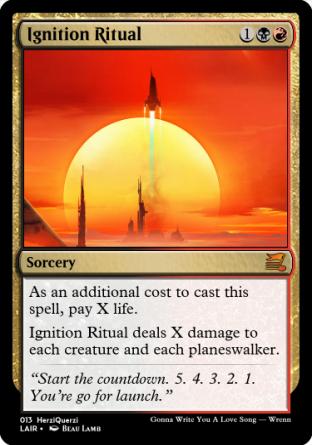 Ignition Ritual 1
Sorcery
As an additional cost to cast this
spell, pay X life.
Ignition Ritual deals X damage to
each creature and each planeswalker.
“Start the countdown. 5. 4. 3. 2. 1.
You're go for launch.”
013 HerziQuerzi Gonna Write You A Love Song — Wrenn
LAIR • Beau Lamb